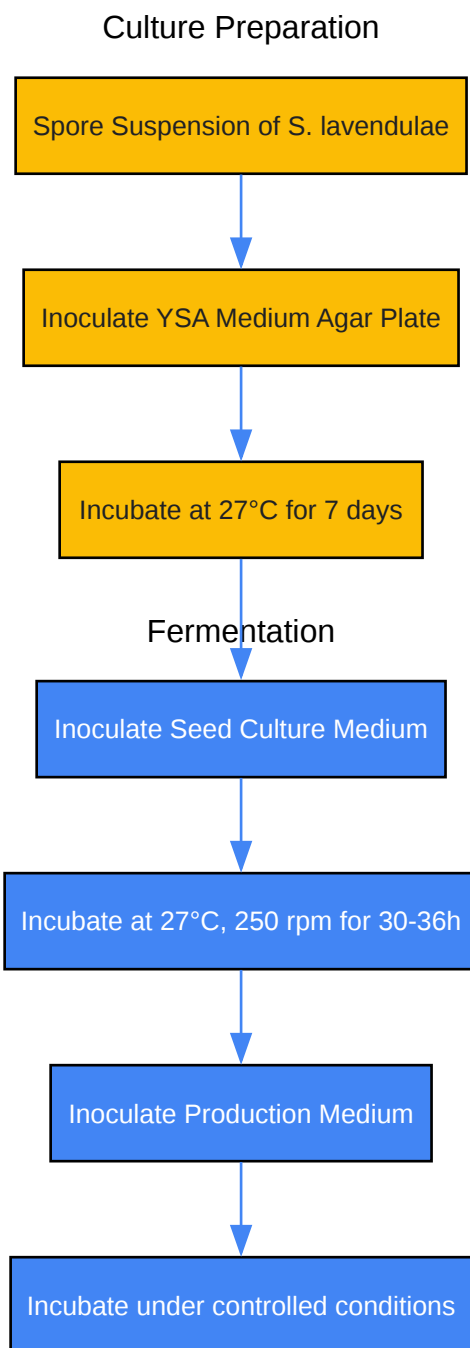 Culture Preparation
Spore Suspension of S. lavendulae
Inoculate YSA Medium Agar Plate
Incubate at 27°C for 7 days
Fermentation
Inoculate Seed Culture Medium
Incubate at 27°C, 250 rpm for 30-36h
Inoculate Production Medium
Incubate under controlled conditions